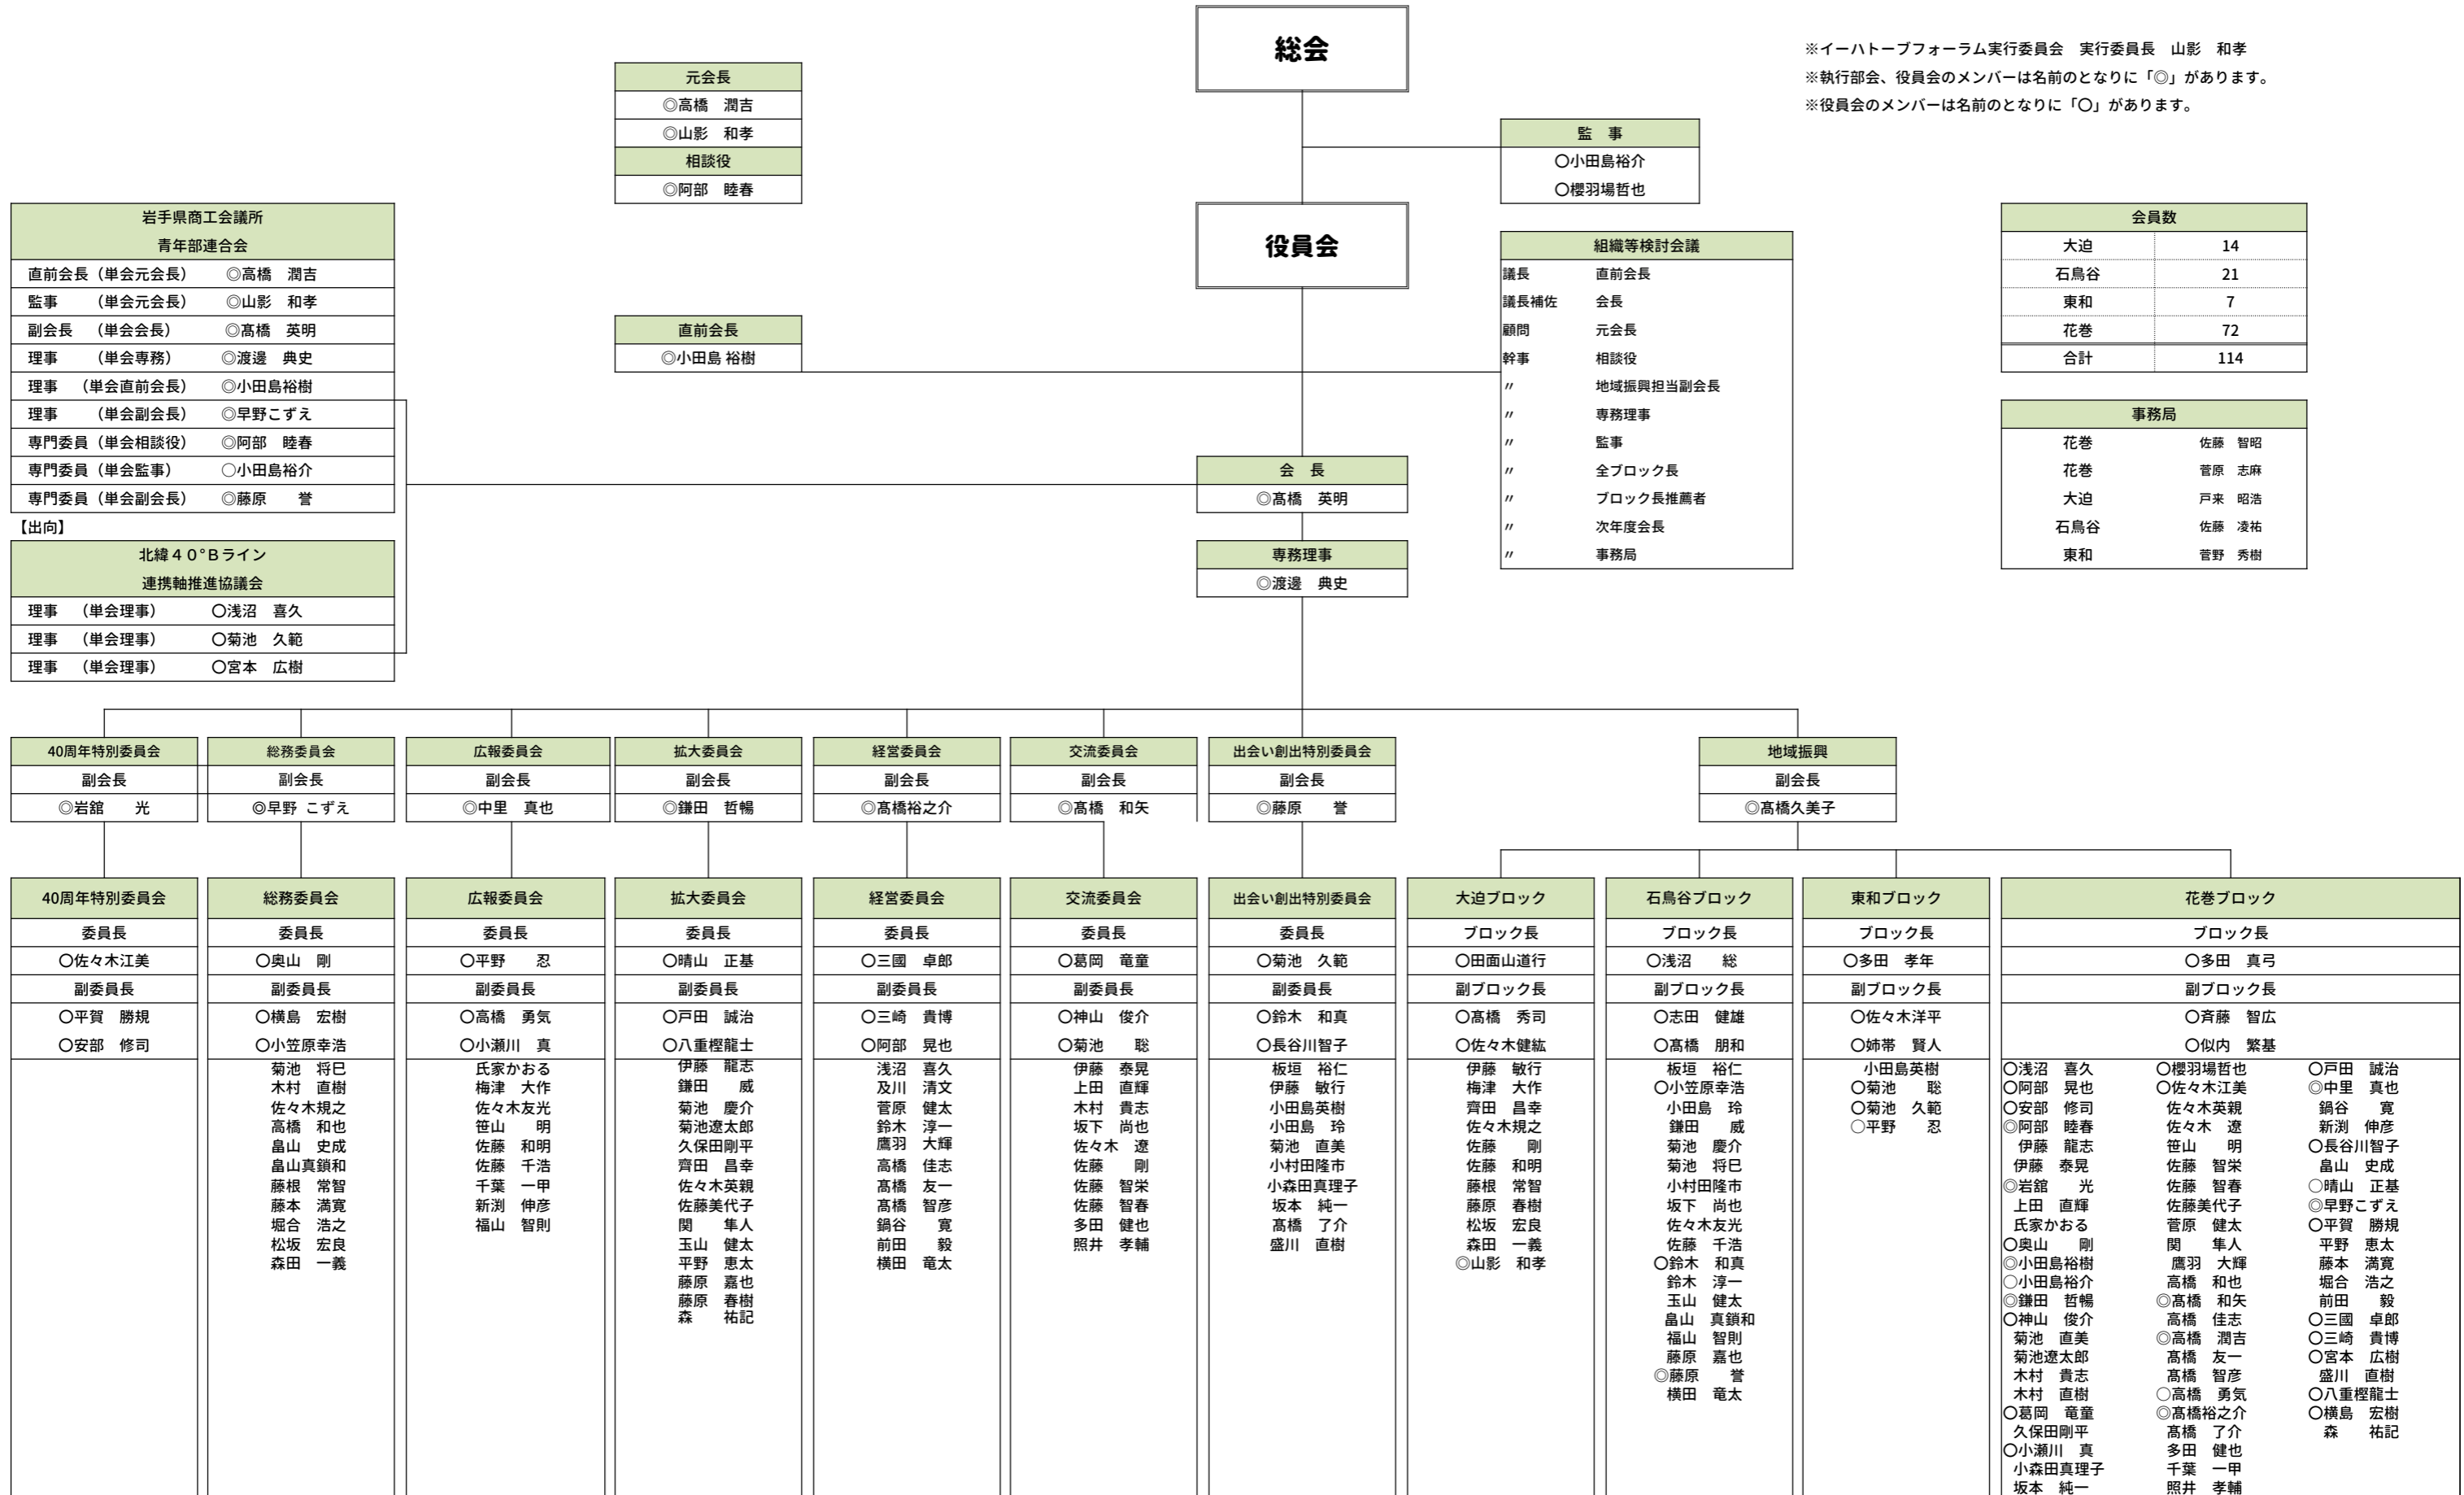 総会
※イーハトーブフォーラム実行委員会　実行委員長　山影　和孝
※執行部会、役員会のメンバーは名前のとなりに「◎」があります。
※役員会のメンバーは名前のとなりに「〇」があります。
元会長
◎高橋　潤吉
◎山影　和孝
相談役
◎阿部　睦春
監　事
〇小田島裕介
〇櫻羽場哲也
役員会
岩手県商工会議所
青年部連合会
直前会長（単会元会長）　◎高橋　潤吉
監事　　（単会元会長）　◎山影　和孝
副会長　（単会会長）　◎髙橋　英明
理事　　（単会専務）　◎渡邊　典史
理事　（単会直前会長）　◎小田島裕樹
理事　　（単会副会長）　◎早野こずえ
専門委員（単会相談役）　◎阿部　睦春
専門委員（単会監事）　○小田島裕介
専門委員（単会副会長）　◎藤原　　誉
【出向】
北緯４０°Ｂライン
連携軸推進協議会
理事　（単会理事）　〇浅沼　喜久
理事　（単会理事）　〇菊池　久範
理事　（単会理事）　〇宮本　広樹
直前会長
◎小田島 裕樹
組織等検討会議
議長　直前会長
議長補佐　会長
顧問　元会長
幹事　相談役
〃　地域振興担当副会長
〃　専務理事
〃　監事
〃　全ブロック長
〃　ブロック長推薦者
〃　次年度会長
〃　事務局
会員数
大迫　14
石鳥谷　21
東和　7
花巻　72
合計　114
事務局
花巻　佐藤　智昭
花巻　菅原　志麻
大迫　戸来　昭浩
石鳥谷　佐藤　凌祐
東和　菅野　秀樹
会　長
◎髙橋　英明
専務理事
◎渡邊　典史
40周年特別委員会
副会長
◎岩舘　　光
総務委員会
副会長
◎早野 こずえ
広報委員会
副会長
◎中里　真也
拡大委員会
副会長
◎鎌田　哲暢
経営委員会
副会長
◎髙橋裕之介
交流委員会
副会長
◎髙橋　和矢
出会い創出特別委員会
副会長
◎藤原　　誉
地域振興
副会長
◎髙橋久美子
40周年特別委員会
委員長
〇佐々木江美
副委員長
〇平賀　勝規
〇安部　修司
総務委員会
委員長
〇奥山　剛
副委員長
〇横島　宏樹
〇小笠原幸浩
菊池　将巳
木村　直樹
佐々木規之
高橋　和也
畠山　史成
畠山真鎖和
藤根　常智
藤本　満寛
堀合　浩之
松坂　宏良
森田　一義
広報委員会
委員長
〇平野　　忍
副委員長
〇高橋　勇気
〇小瀬川　真
氏家かおる
梅津　大作
佐々木友光
笹山　　明
佐藤　和明
佐藤　千浩
千葉　一甲
新渕　伸彦
福山　智則
拡大委員会
委員長
〇晴山　正基
副委員長
〇戸田　誠治
〇八重樫龍士
伊藤　龍志
鎌田　　威
菊池　慶介
菊池遼太郎
久保田剛平
齊田　昌幸
佐々木英親
佐藤美代子
関　　隼人
玉山　健太
平野　恵太
藤原　嘉也
藤原　春樹
森　　祐記
経営委員会
委員長
〇三國　卓郎
副委員長
〇三崎　貴博
〇阿部　晃也
浅沼　喜久
及川　清文
菅原　健太
鈴木　淳一
鷹羽　大輝
高橋　佳志
髙橋　友一
髙橋　智彦
鍋谷　　寛
前田　　毅
横田　竜太
交流委員会
委員長
〇葛岡　竜童
副委員長
〇神山　俊介
〇菊池　　聡
伊藤　泰晃
上田　直輝
木村　貴志
坂下　尚也
佐々木　遼
佐藤　　剛
佐藤　智栄
佐藤　智春
多田　健也
照井　孝輔
出会い創出特別委員会
委員長
〇菊池　久範
副委員長
〇鈴木　和真
〇長谷川智子
板垣　裕仁
伊藤　敏行
小田島英樹
小田島　玲
菊池　直美
小村田隆市
小森田真理子
坂本　純一
髙橋　了介
盛川　直樹
大迫ブロック
ブロック長
〇田面山道行
副ブロック長
〇髙橋　秀司
〇佐々木健紘
伊藤　敏行
梅津　大作
齊田　昌幸
佐々木規之
佐藤　　剛
佐藤　和明
藤根　常智
藤原　春樹
松坂　宏良
森田　一義
◎山影　和孝
石鳥谷ブロック
ブロック長
〇浅沼　　総
副ブロック長
〇志田　健雄
〇髙橋　朋和
板垣　裕仁
〇小笠原幸浩
小田島　玲
鎌田　　威
菊池　慶介
菊池　将巳
小村田隆市
坂下　尚也
佐々木友光
佐藤　千浩
〇鈴木　和真
鈴木　淳一
玉山　健太
畠山　真鎖和
福山　智則
藤原　嘉也
◎藤原　　誉
横田　竜太
東和ブロック
ブロック長
〇多田　孝年
副ブロック長
〇佐々木洋平
〇姉帯　賢人
小田島英樹
〇菊池　　聡
〇菊池　久範
○平野　　忍
花巻ブロック
ブロック長
〇多田　真弓
副ブロック長
〇斉藤　智広
〇似内　繁基
〇浅沼　喜久　〇櫻羽場哲也　〇戸田　誠治
〇阿部　晃也　〇佐々木江美　◎中里　真也
〇安部　修司　佐々木英親　鍋谷　　寛
◎阿部　睦春　佐々木　遼　新渕　伸彦
伊藤　龍志　笹山　　明　〇長谷川智子
伊藤　泰晃　佐藤　智栄　畠山　史成
◎岩舘　　光　佐藤　智春　○晴山　正基
上田　直輝　佐藤美代子　◎早野こずえ
氏家かおる　菅原　健太　〇平賀　勝規
〇奥山　　剛　関　　隼人　平野　恵太
◎小田島裕樹　鷹羽　大輝　藤本　満寛
○小田島裕介　高橋　和也　堀合　浩之
◎鎌田　哲暢　◎髙橋　和矢　前田　　毅
〇神山　俊介　高橋　佳志　〇三國　卓郎
菊池　直美　◎高橋　潤吉　〇三崎　貴博
菊池遼太郎　髙橋　友一　〇宮本　広樹
木村　貴志　髙橋　智彦　盛川　直樹
木村　直樹　○高橋　勇気　〇八重樫龍士
〇葛岡　竜童　◎髙橋裕之介　〇横島　宏樹
久保田剛平　髙橋　了介　森　　祐記
〇小瀬川　真　多田　健也
小森田真理子　千葉　一甲
坂本　純一　照井　孝輔